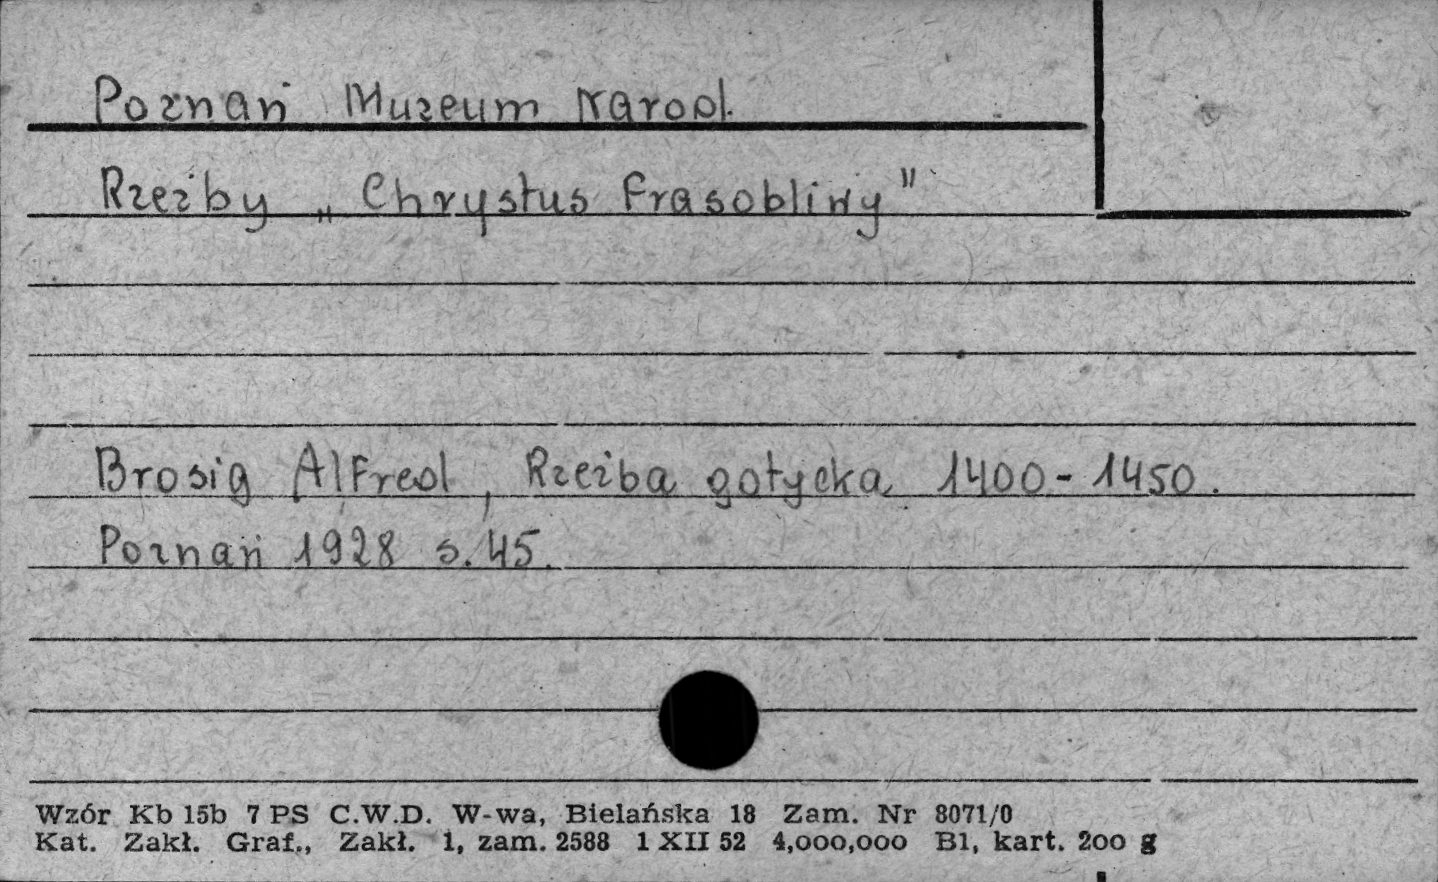 Poznań Muzeum Narod.
Rzeźby „Chrystus Frasobliwy"
Brosig Alfred, Rzeźba gotycka 1400-1450.
Poznań 1928 s. 45.
Wzór Kb 15b 7 PS C.W.D. W-wa, Bielańska 18 Zam. Nr 8071/0
Kat. Zakł. Graf., Zakł. 1, zam. 2588 1 XII 52 4,000,000 B1, kart. 200 g